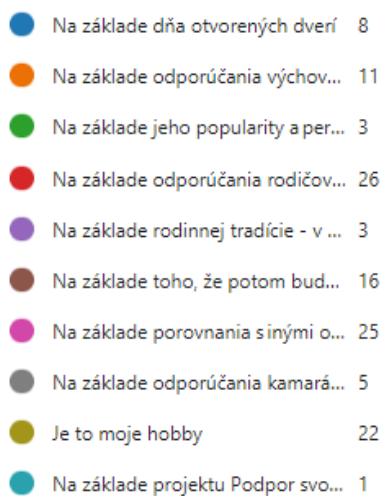 Na základe dňa otvorených dverí 8
Na základe odporúčania výchov... 11
Na základe jeho popularity a per... 3
Na základe odporúčania rodičov... 26
Na základe rodinnej tradície - v ... 3
Na základe toho, že potom bud... 16
Na základe porovnania s inými o... 25
Na základe odporúčania kamará... 5
Je to moje hobby 22
Na základe projektu Podpor svo... 1